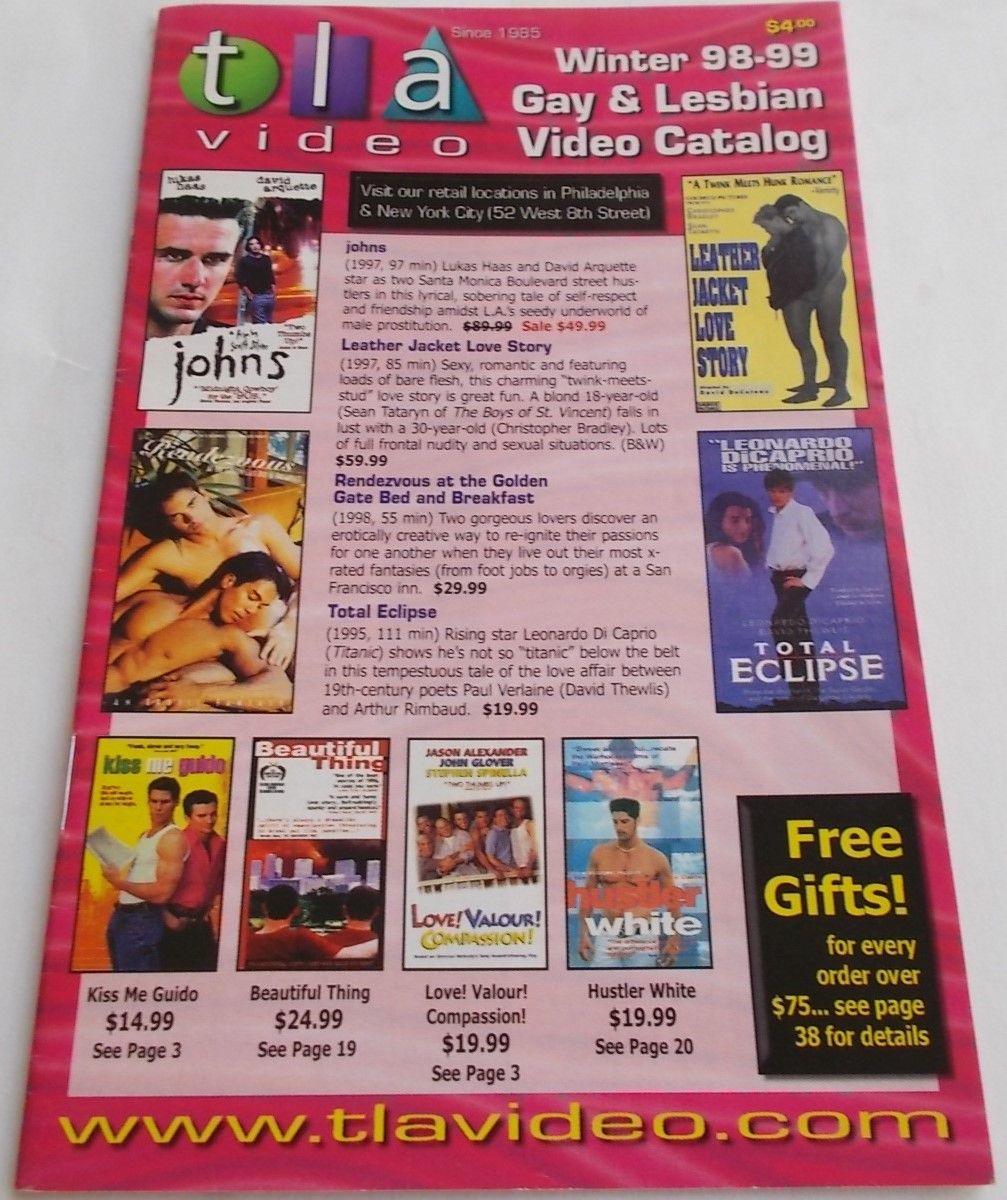 tla
video
Since 1985
$4.00
Winter 98-99
Gay & Lesbian
Video Catalog
Visit our retail locations in Philadelphia
& New York City (52 West 8th Street)
lukas haas
david arquette
johns
johns
(1997, 97 min) Lukas Haas and David Arquette
star as two Santa Monica Boulevard street hus-
tlers in this lyrical, sobering tale of self-respect
and friendship amidst L.A.'s seedy underworld of
male prostitution. $89.99 Sale $49.99
Leather Jacket Love Story
(1997, 85 min) Sexy, romantic and featuring
loads of bare flesh, this charming "twink-meets-
stud" love story is great fun. A blond 18-year-old
(Sean Tataryn of The Boys of St. Vincent) falls in
lust with a 30-year-old (Christopher Bradley). Lots
of full frontal nudity and sexual situations. (B&W)
$59.99
Rendezvous at the Golden
Gate Bed and Breakfast
(1998, 55 min) Two gorgeous lovers discover an
erotically creative way to re-ignite their passions
for one another when they live out their most x-
rated fantasies (from foot jobs to orgies) at a San
Francisco inn. $29.99
Total Eclipse
(1995, 111 min) Rising star Leonardo Di Caprio
(Titanic) shows he's not so "titanic" below the belt
in this tempestuous tale of the love affair between
19th-century poets Paul Verlaine (David Thewlis)
and Arthur Rimbaud. $19.99
"A TWINK MEETS HUNK ROMANCE"
LEATHER
JACKET
LOVE
STORY
Rendezvous
"LEONARDO
DiCAPRIO
IS PHENOMENAL!"
LEONARDO DICAPRIO
DAVID THEWLIS
TOTAL
ECLIPSE
kiss me guido
Beautiful
Thing
JASON ALEXANDER
JOHN GLOVER
STEPHEN SPINELLA
"TWO THUMBS UP!"
LOVE! VALOUR!
COMPASSION!
hustler
white
Kiss Me Guido
$14.99
See Page 3
Beautiful Thing
$24.99
See Page 19
Love! Valour!
Compassion!
$19.99
See Page 3
Hustler White
$19.99
See Page 20
Free
Gifts!
for every
order over
$75... see page
38 for details
www.tlavideo.com